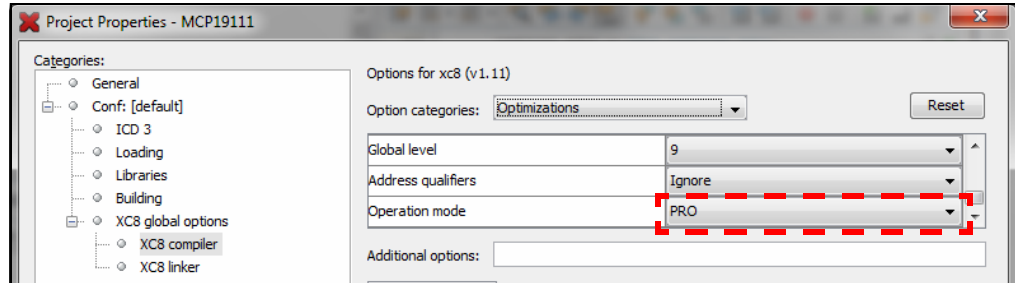 Project Properties - MCP19111
Categories:
General
Conf: [default]
ICD 3
Loading
Libraries
Building
XC8 global options
XC8 compiler
XC8 linker
Options for xc8 (v1.11)
Option categories: Optimizations Reset
Global level 9
Address qualifiers Ignore
Operation mode PRO
Additional options: